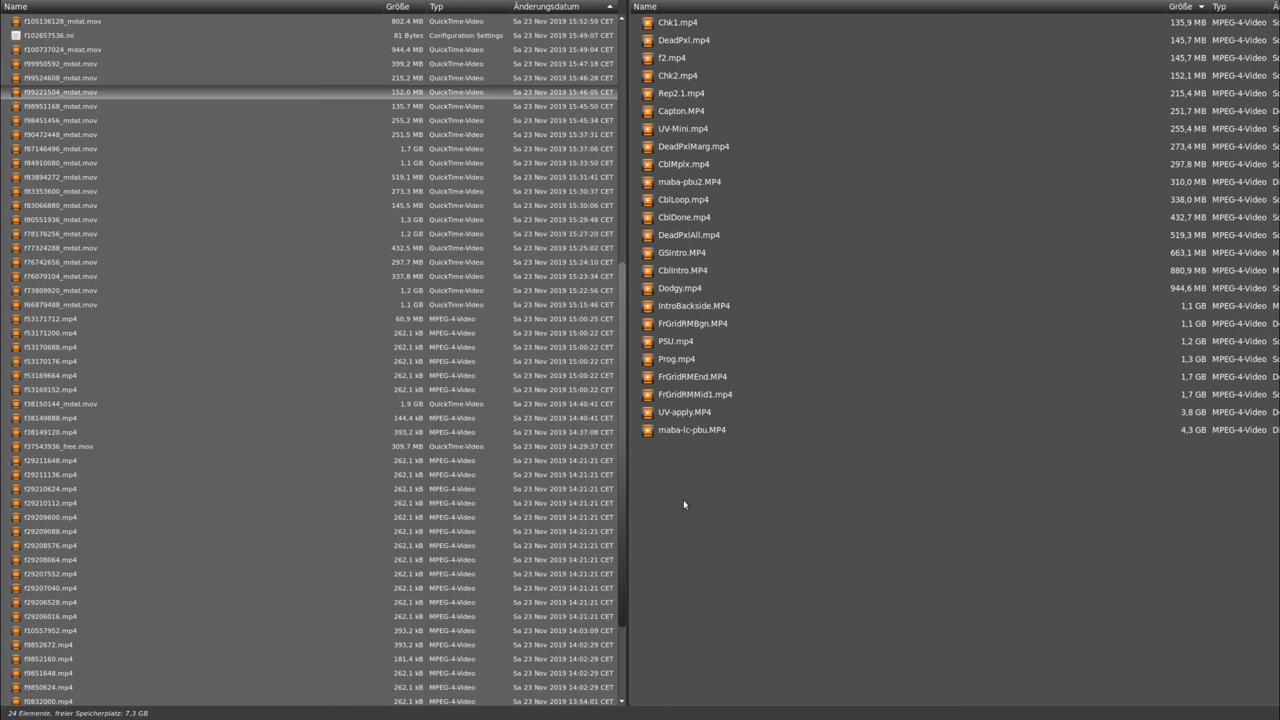 Name Größe Typ Änderungsdatum
f105136128_mdat.mov 802,4 MB QuickTime-Video Sa 23 Nov 2019 15:52:59 CET
f102657536.ini 81 Bytes Configuration Settings Sa 23 Nov 2019 15:49:07 CET
f100737024_mdat.mov 944,4 MB QuickTime-Video Sa 23 Nov 2019 15:49:04 CET
f99950592_mdat.mov 399,2 MB QuickTime-Video Sa 23 Nov 2019 15:47:18 CET
f99524608_mdat.mov 215,2 MB QuickTime-Video Sa 23 Nov 2019 15:46:28 CET
f99221504_mdat.mov 152,0 MB QuickTime-Video Sa 23 Nov 2019 15:46:05 CET
f98951168_mdat.mov 135,7 MB QuickTime-Video Sa 23 Nov 2019 15:45:50 CET
f98451456_mdat.mov 255,2 MB QuickTime-Video Sa 23 Nov 2019 15:45:34 CET
f90472448_mdat.mov 251,5 MB QuickTime-Video Sa 23 Nov 2019 15:37:31 CET
f87146496_mdat.mov 1,7 GB QuickTime-Video Sa 23 Nov 2019 15:37:06 CET
f84910080_mdat.mov 1,1 GB QuickTime-Video Sa 23 Nov 2019 15:33:50 CET
f83894272_mdat.mov 519,1 MB QuickTime-Video Sa 23 Nov 2019 15:31:41 CET
f83353600_mdat.mov 273,3 MB QuickTime-Video Sa 23 Nov 2019 15:30:37 CET
f83066880_mdat.mov 145,5 MB QuickTime-Video Sa 23 Nov 2019 15:30:06 CET
f80551936_mdat.mov 1,3 GB QuickTime-Video Sa 23 Nov 2019 15:29:48 CET
f78176256_mdat.mov 1,2 GB QuickTime-Video Sa 23 Nov 2019 15:27:20 CET
f77324288_mdat.mov 432,5 MB QuickTime-Video Sa 23 Nov 2019 15:25:02 CET
f76742656_mdat.mov 297,7 MB QuickTime-Video Sa 23 Nov 2019 15:24:10 CET
f76079104_mdat.mov 337,8 MB QuickTime-Video Sa 23 Nov 2019 15:23:34 CET
f73809920_mdat.mov 1,2 GB QuickTime-Video Sa 23 Nov 2019 15:22:56 CET
f66879488_mdat.mov 1,1 GB QuickTime-Video Sa 23 Nov 2019 15:15:46 CET
f53171712.mp4 60,9 MB MPEG-4-Video Sa 23 Nov 2019 15:00:25 CET
f53171200.mp4 262,1 kB MPEG-4-Video Sa 23 Nov 2019 15:00:22 CET
f53170688.mp4 262,1 kB MPEG-4-Video Sa 23 Nov 2019 15:00:22 CET
f53170176.mp4 262,1 kB MPEG-4-Video Sa 23 Nov 2019 15:00:22 CET
f53169664.mp4 262,1 kB MPEG-4-Video Sa 23 Nov 2019 15:00:22 CET
f53169152.mp4 262,1 kB MPEG-4-Video Sa 23 Nov 2019 15:00:22 CET
f38150144_mdat.mov 1,9 GB QuickTime-Video Sa 23 Nov 2019 14:40:41 CET
f38149888.mp4 144,4 kB MPEG-4-Video Sa 23 Nov 2019 14:40:41 CET
f38149120.mp4 393,2 kB MPEG-4-Video Sa 23 Nov 2019 14:37:08 CET
f37543936_free.mov 309,7 MB QuickTime-Video Sa 23 Nov 2019 14:29:37 CET
f29211648.mp4 262,1 kB MPEG-4-Video Sa 23 Nov 2019 14:21:21 CET
f29211136.mp4 262,1 kB MPEG-4-Video Sa 23 Nov 2019 14:21:21 CET
f29210624.mp4 262,1 kB MPEG-4-Video Sa 23 Nov 2019 14:21:21 CET
f29210112.mp4 262,1 kB MPEG-4-Video Sa 23 Nov 2019 14:21:21 CET
f29209600.mp4 262,1 kB MPEG-4-Video Sa 23 Nov 2019 14:21:21 CET
f29209088.mp4 262,1 kB MPEG-4-Video Sa 23 Nov 2019 14:21:21 CET
f29208576.mp4 262,1 kB MPEG-4-Video Sa 23 Nov 2019 14:21:21 CET
f29208064.mp4 262,1 kB MPEG-4-Video Sa 23 Nov 2019 14:21:21 CET
f29207552.mp4 262,1 kB MPEG-4-Video Sa 23 Nov 2019 14:21:21 CET
f29207040.mp4 262,1 kB MPEG-4-Video Sa 23 Nov 2019 14:21:21 CET
f29206528.mp4 262,1 kB MPEG-4-Video Sa 23 Nov 2019 14:21:21 CET
f29206016.mp4 262,1 kB MPEG-4-Video Sa 23 Nov 2019 14:21:21 CET
f10557952.mp4 393,2 kB MPEG-4-Video Sa 23 Nov 2019 14:03:09 CET
f9852672.mp4 393,2 kB MPEG-4-Video Sa 23 Nov 2019 14:02:29 CET
f9852160.mp4 181,4 kB MPEG-4-Video Sa 23 Nov 2019 14:02:29 CET
f9851648.mp4 262,1 kB MPEG-4-Video Sa 23 Nov 2019 14:02:29 CET
f9850624.mp4 262,1 kB MPEG-4-Video Sa 23 Nov 2019 14:02:29 CET
f0832000.mp4 262,1 kB MPEG-4-Video Sa 23 Nov 2019 13:54:01 CET
24 Elemente, freier Speicherplatz: 7,3 GB
Name Größe Typ
Chk1.mp4 135,9 MB MPEG-4-Video
DeadPxl.mp4 145,7 MB MPEG-4-Video
f2.mp4 145,7 MB MPEG-4-Video
Chk2.mp4 152,1 MB MPEG-4-Video
Rep2.1.mp4 215,4 MB MPEG-4-Video
Capton.MP4 251,7 MB MPEG-4-Video
UV-Mini.mp4 255,4 MB MPEG-4-Video
DeadPxlMarg.mp4 273,4 MB MPEG-4-Video
CblMplx.mp4 297,8 MB MPEG-4-Video
maba-pbu2.MP4 310,0 MB MPEG-4-Video
CblLoop.mp4 338,0 MB MPEG-4-Video
CblDone.mp4 432,7 MB MPEG-4-Video
DeadPxlAll.mp4 519,3 MB MPEG-4-Video
GSIntro.MP4 663,1 MB MPEG-4-Video
CblIntro.MP4 880,9 MB MPEG-4-Video
Dodgy.mp4 944,6 MB MPEG-4-Video
IntroBackside.MP4 1,1 GB MPEG-4-Video
FrGridRMBgn.MP4 1,1 GB MPEG-4-Video
PSU.mp4 1,2 GB MPEG-4-Video
Prog.mp4 1,3 GB MPEG-4-Video
FrGridRMEnd.MP4 1,7 GB MPEG-4-Video
FrGridRMMid1.mp4 1,7 GB MPEG-4-Video
UV-apply.MP4 3,8 GB MPEG-4-Video
maba-lc-pbu.MP4 4,3 GB MPEG-4-Video